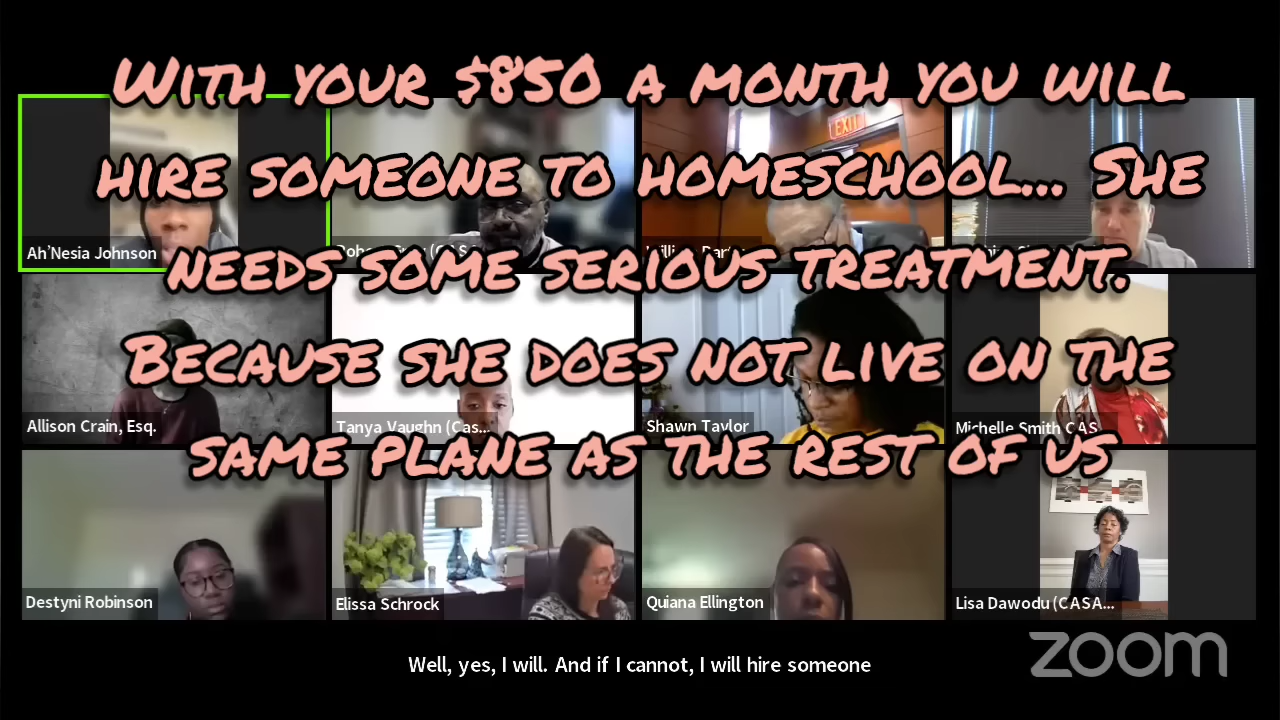 With your $850 a month you will
hire someone to homeschool... She
needs some serious treatment.
Because she does not live on the
same plane as the rest of us
EXIT
Ah'Nesia Johnson
Allison Crain, Esq.
Tanya Vaughn (Cas...
Shawn Taylor
Michelle Smith CAS
Destyni Robinson
Elissa Schrock
Quiana Ellington
Lisa Dawodu (CASA...
Well, yes, I will. And if I cannot, I will hire someone
zoom